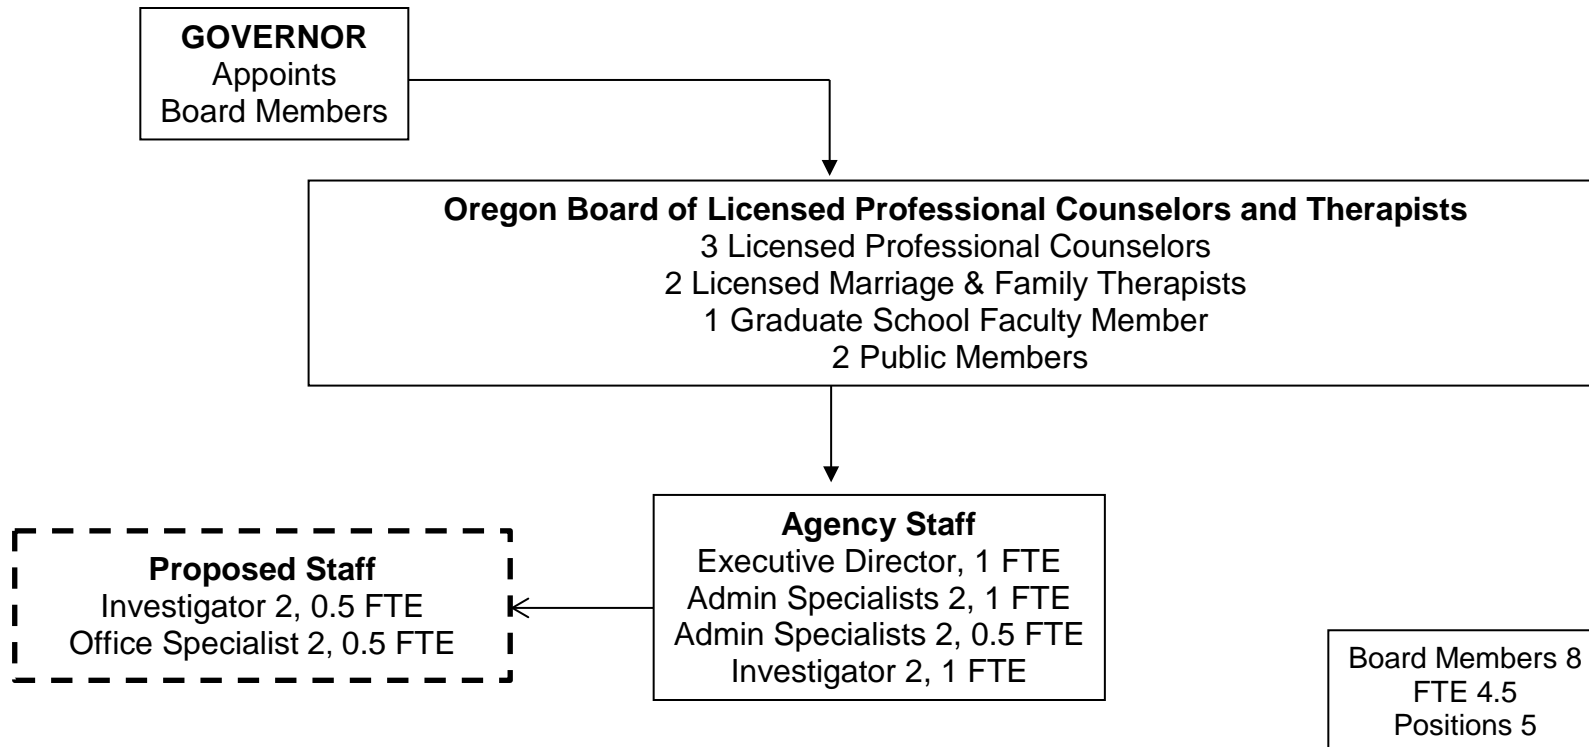 GOVERNOR
Appoints
Board Members
Oregon Board of Licensed Professional Counselors and Therapists
3 Licensed Professional Counselors
2 Licensed Marriage & Family Therapists
1 Graduate School Faculty Member
2 Public Members
Agency Staff
Executive Director, 1 FTE
Admin Specialists 2, 1 FTE
Admin Specialists 2, 0.5 FTE
Investigator 2, 1 FTE
Proposed Staff
Investigator 2, 0.5 FTE
Office Specialist 2, 0.5 FTE
Board Members 8
FTE 4.5
Positions 5